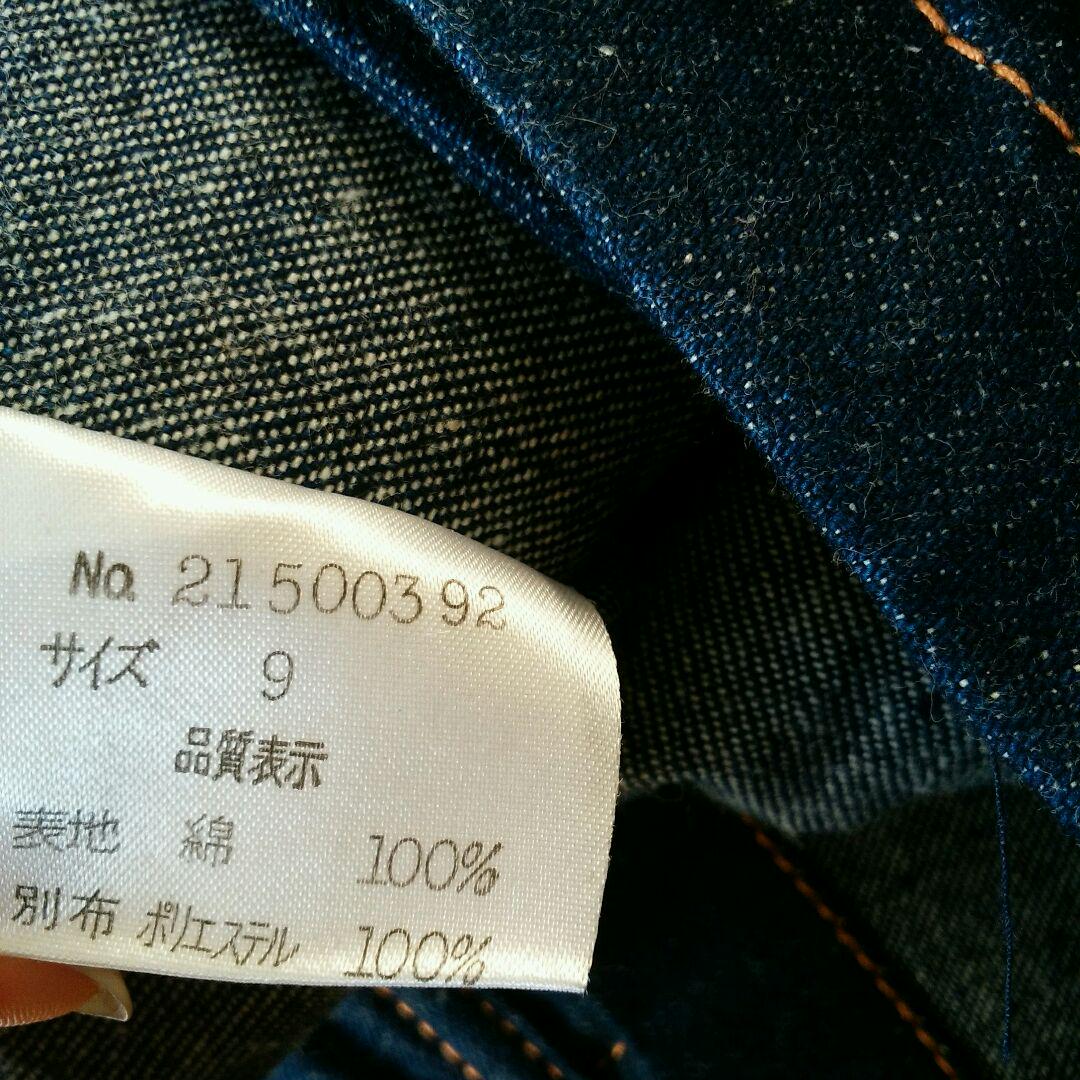 No. 21500392
サイズ 9
品質表示
表地 綿 100%
別布 ポリエステル 100%